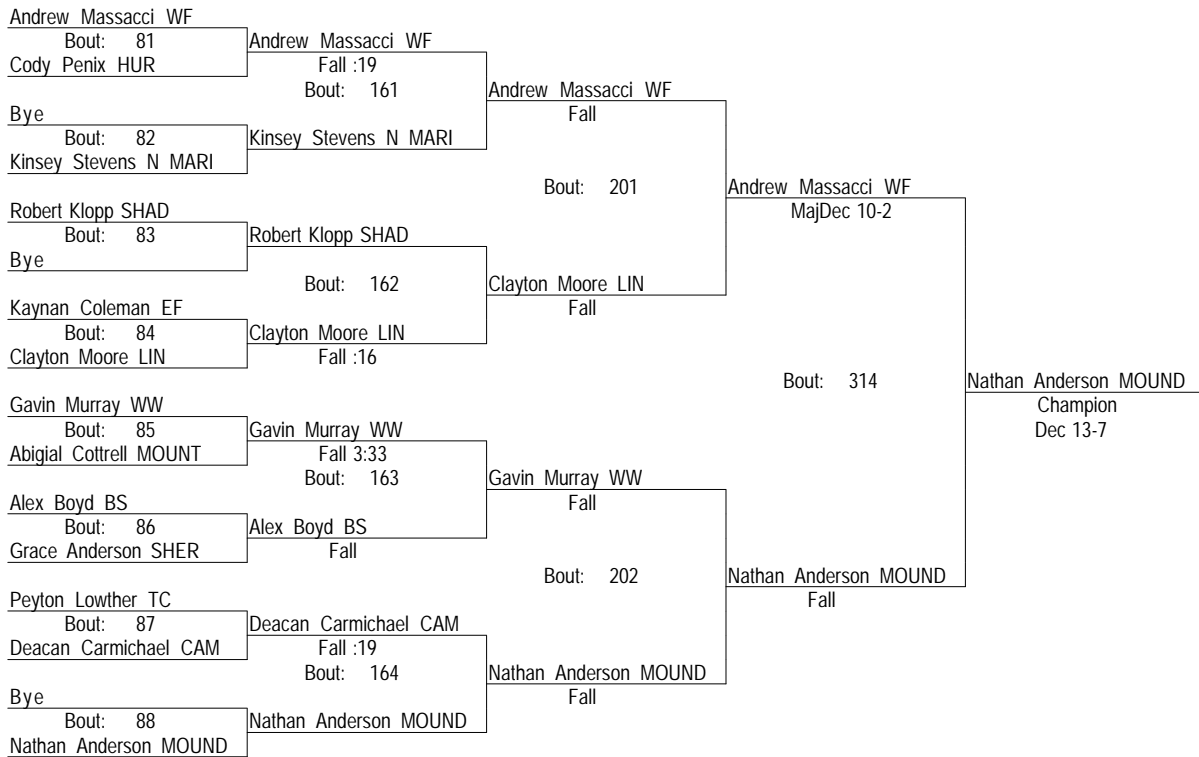 Andrew Massacci WF
Bout: 81
Cody Penix HUR
Bye
Bout: 82
Kinsey Stevens N MARI
Robert Klopp SHAD
Bout: 83
Bye
Kaynan Coleman EF
Bout: 84
Clayton Moore LIN
Gavin Murray WW
Bout: 85
Abigial Cottrell MOUNT
Alex Boyd BS
Bout: 86
Grace Anderson SHER
Peyton Lowther TC
Bout: 87
Deacan Carmichael CAM
Bye
Bout: 88
Nathan Anderson MOUND
Andrew Massacci WF
Fall :19
Bout: 161
Kinsey Stevens N MARI
Robert Klopp SHAD
Bout: 162
Clayton Moore LIN
Fall :16
Gavin Murray WW
Fall 3:33
Bout: 163
Alex Boyd BS
Fall
Deacan Carmichael CAM
Fall :19
Bout: 164
Nathan Anderson MOUND
Andrew Massacci WF
Fall
Bout: 201
Clayton Moore LIN
Fall
Gavin Murray WW
Fall
Bout: 202
Nathan Anderson MOUND
Fall
Andrew Massacci WF
MajDec 10-2
Bout: 314
Nathan Anderson MOUND
Fall
Nathan Anderson MOUND
Champion
Dec 13-7